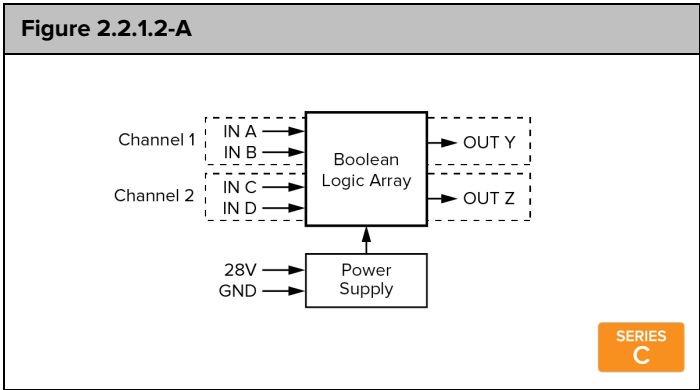 Figure 2.2.1.2-A
Channel 1
IN A
IN B
Boolean
Logic Array
OUT Y
Channel 2
IN C
IN D
OUT Z
28V
GND
Power
Supply
SERIES
C